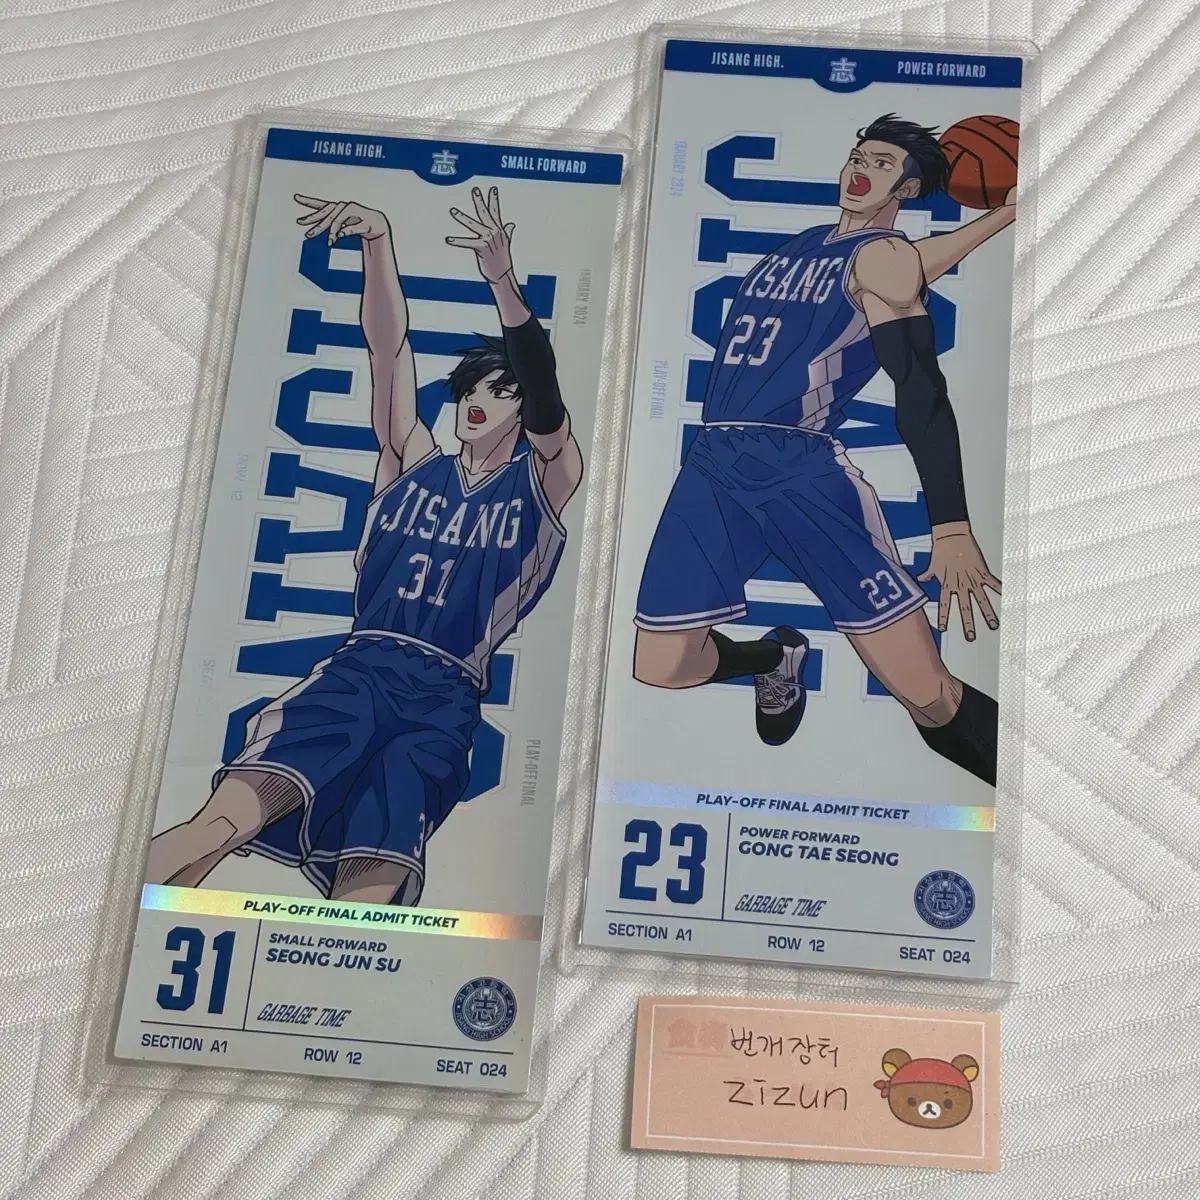 JISANG HIGH.
志
SMALL FORWARD
JANUARY 2024
ROW 12
PLAY-OFF FINAL
JISANG
31
PLAY-OFF FINAL ADMIT TICKET
31
SMALL FORWARD
SEONG JUN SU
GARBAGE TIME
志
SECTION A1
ROW 12
SEAT 024
JISANG HIGH.
志
POWER FORWARD
JANUARY 2024
PLAY-OFF FINAL
JISANG
23
23
PLAY-OFF FINAL ADMIT TICKET
23
POWER FORWARD
GONG TAE SEONG
GARBAGE TIME
志
SECTION A1
ROW 12
SEAT 024
번개장터
zizun